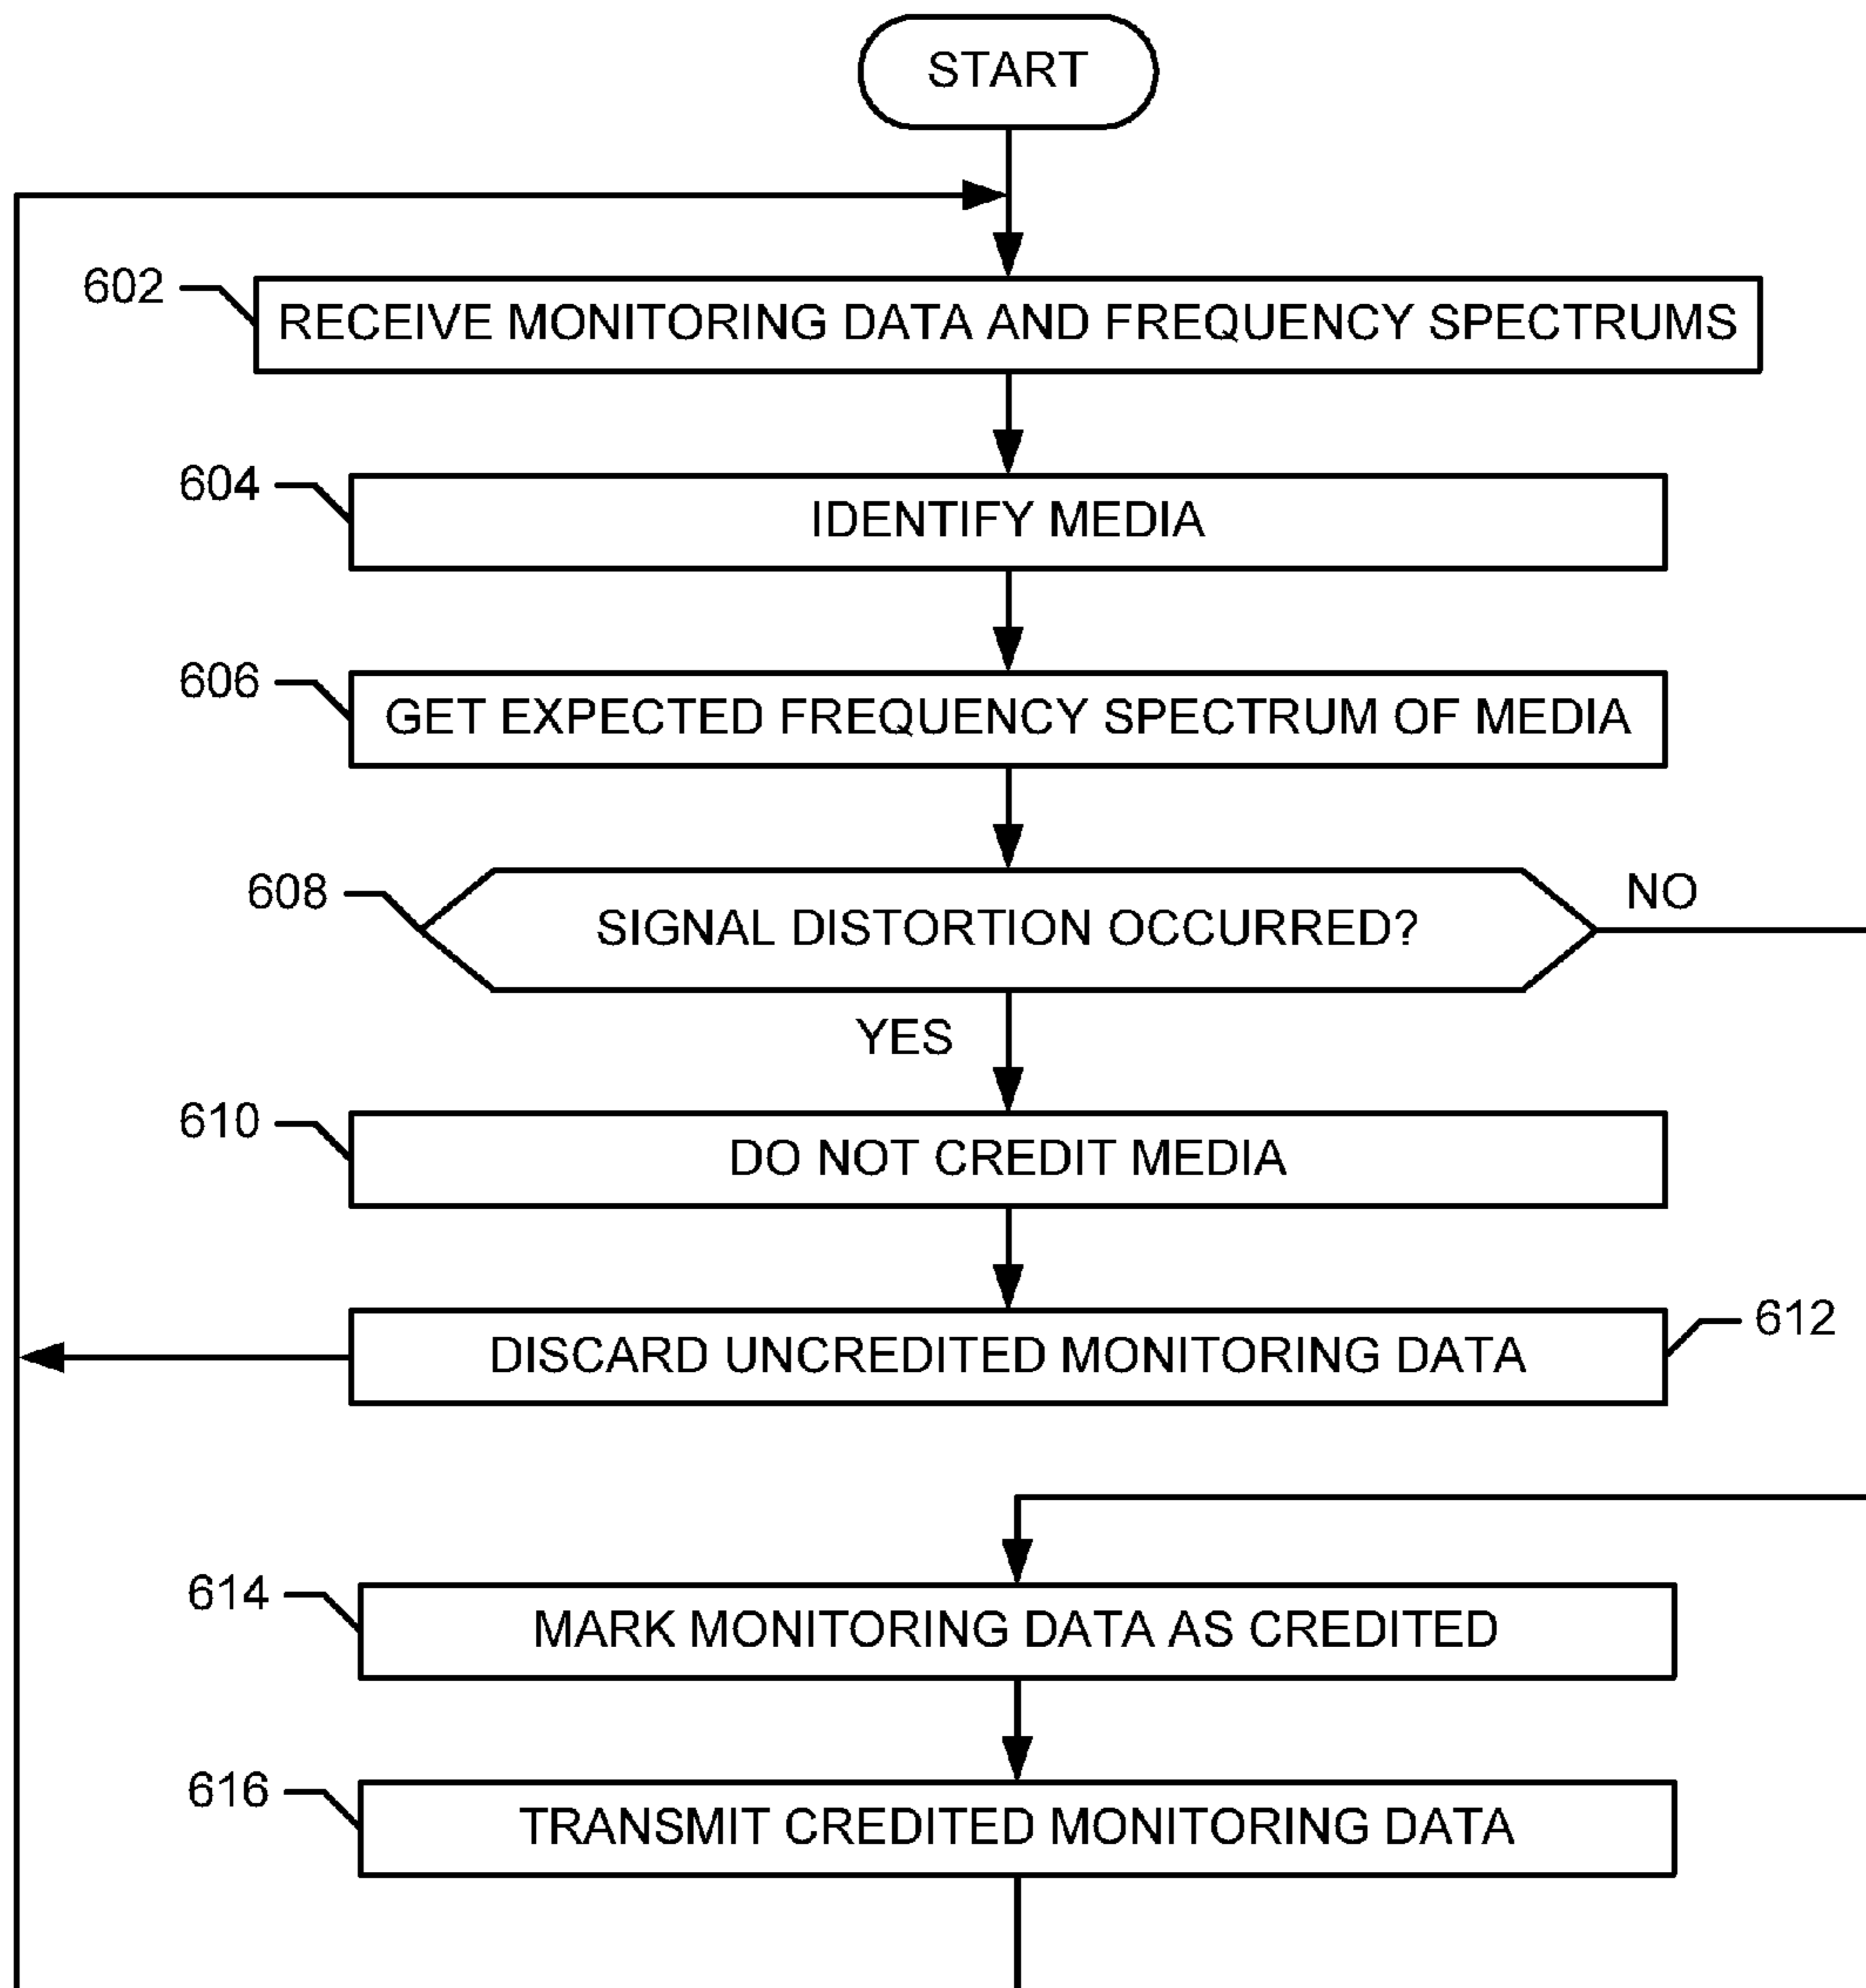 START
602
RECEIVE MONITORING DATA AND FREQUENCY SPECTRUMS
604
IDENTIFY MEDIA
606
GET EXPECTED FREQUENCY SPECTRUM OF MEDIA
608
SIGNAL DISTORTION OCCURRED?
NO
YES
610
DO NOT CREDIT MEDIA
612
DISCARD UNCREDITED MONITORING DATA
614
MARK MONITORING DATA AS CREDITED
616
TRANSMIT CREDITED MONITORING DATA